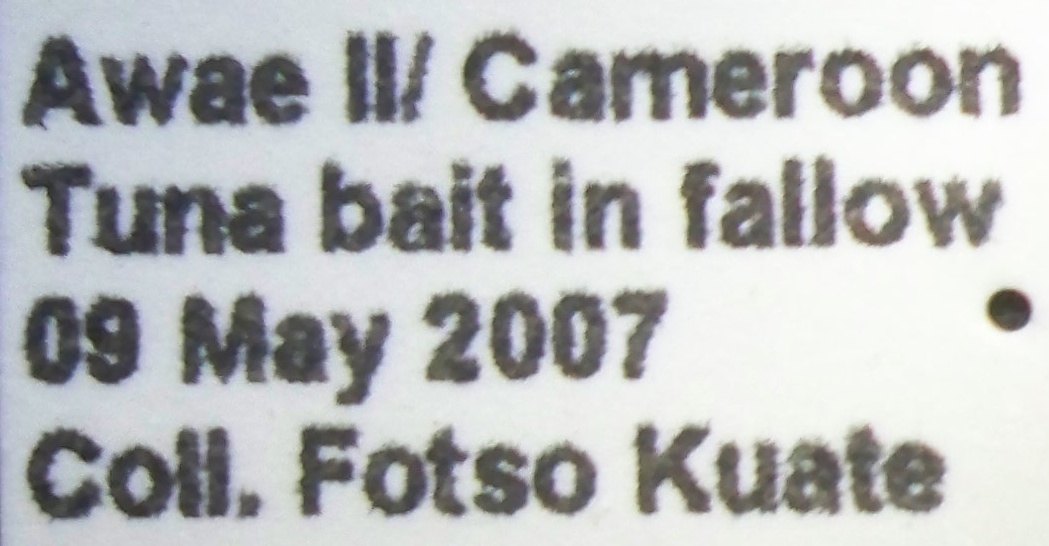 Awae II/ Cameroon
Tuna bait in fallow
09 May 2007
Coll. Fotso Kuate